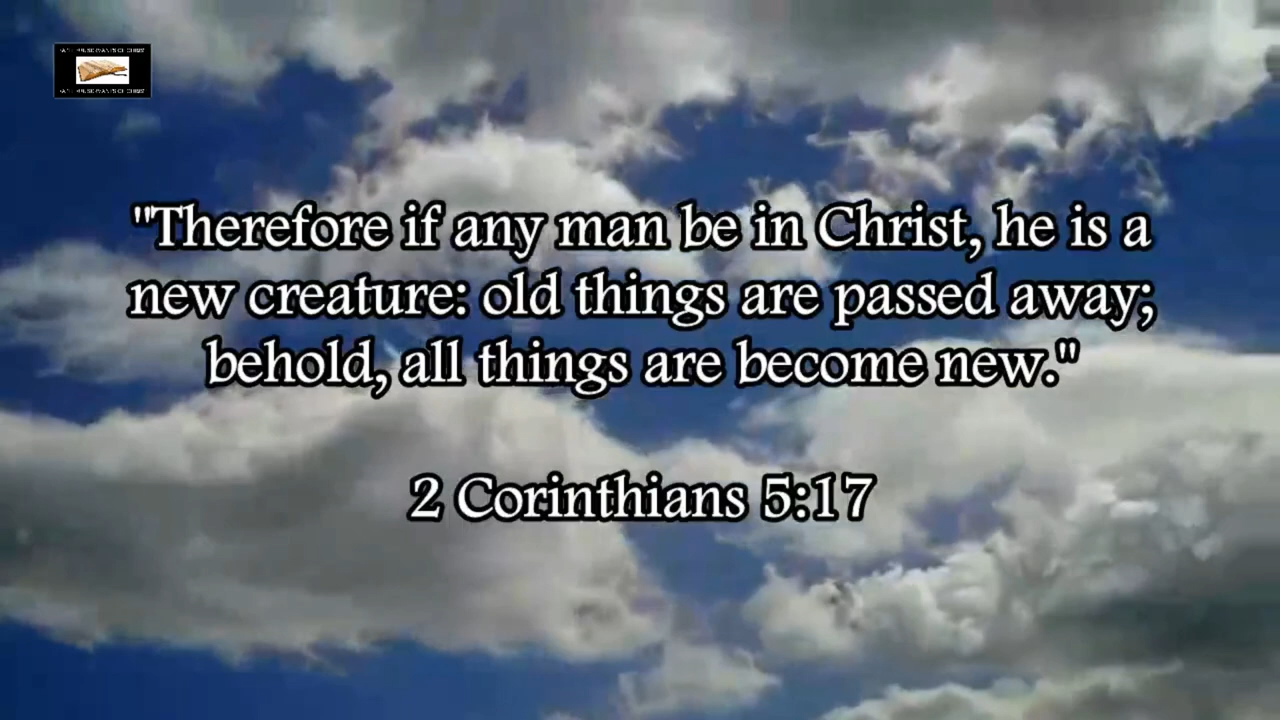 "Therefore if any man be in Christ, he is a
new creature: old things are passed away;
behold, all things are become new."
2 Corinthians 5:17